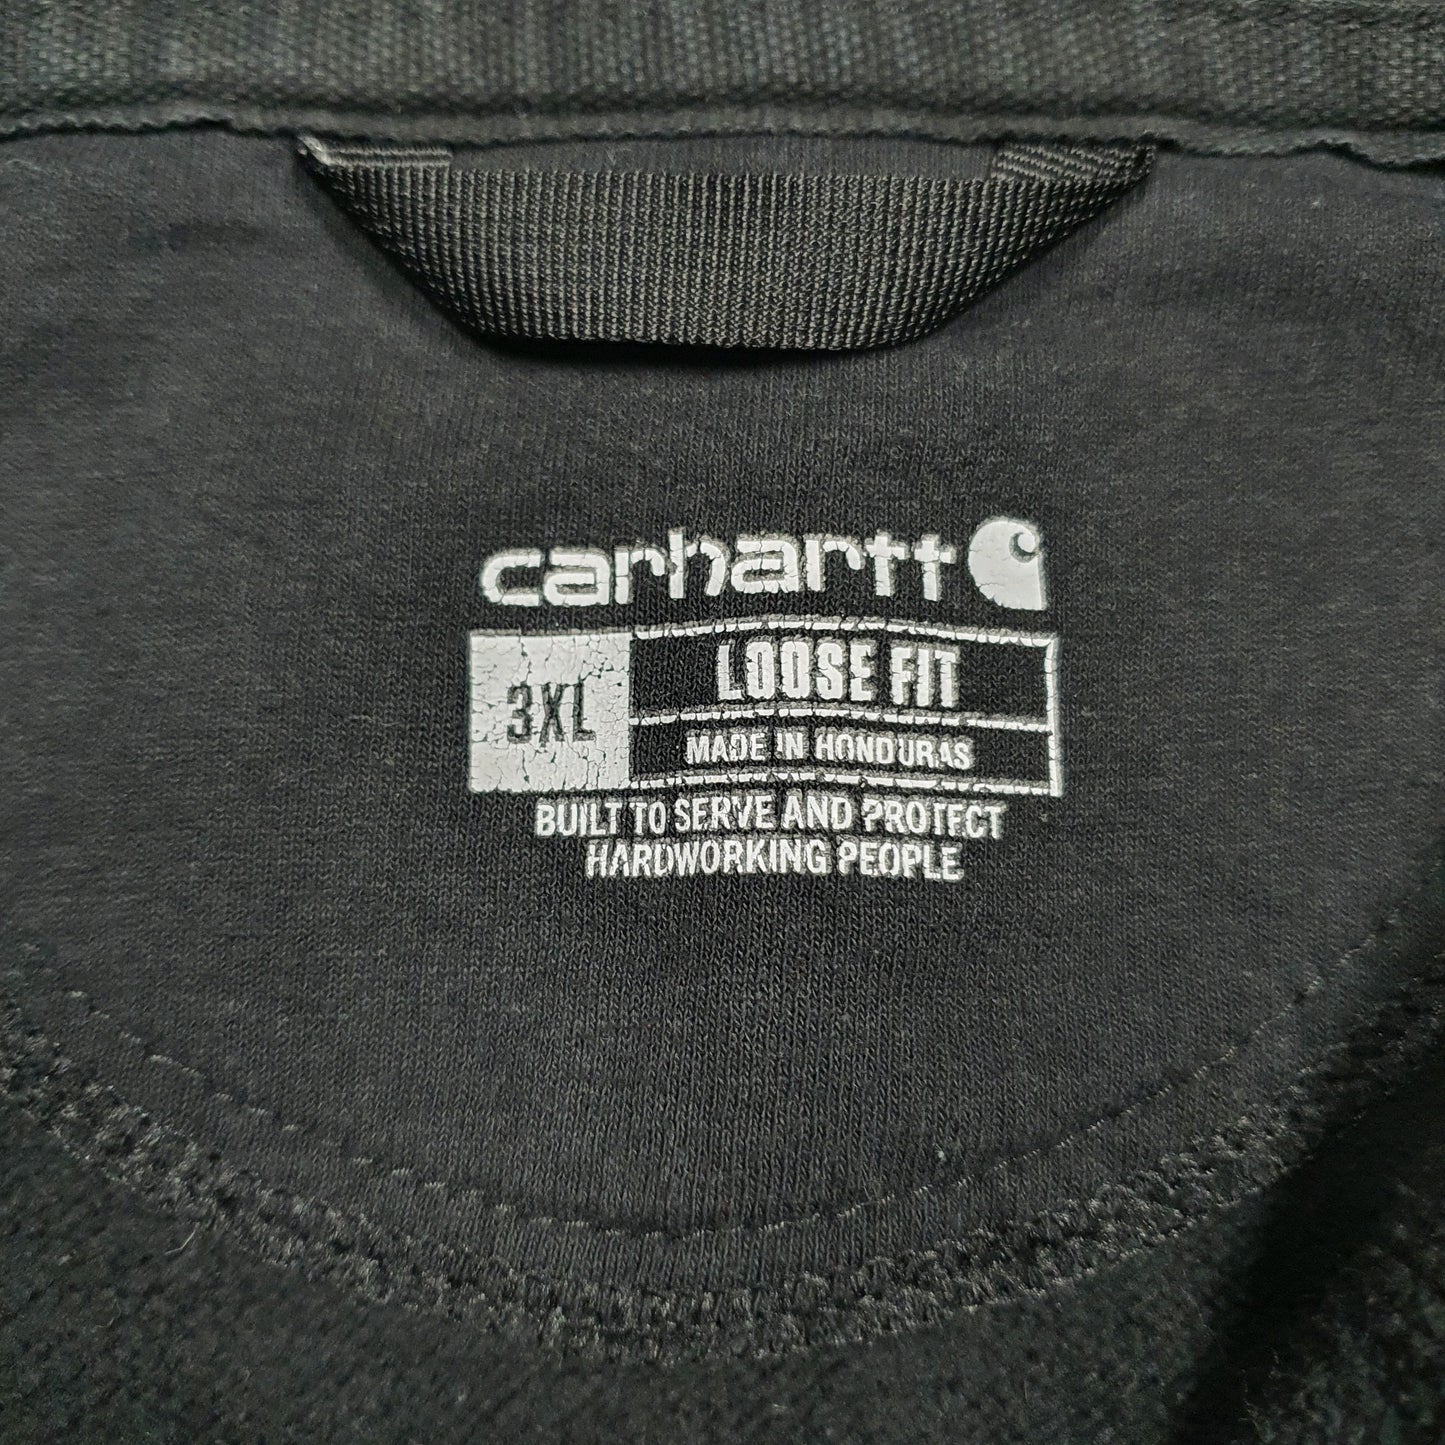 carhartt
3XL
LOOSE FIT
MADE IN HONDURAS
BUILT TO SERVE AND PROTECT
HARDWORKING PEOPLE